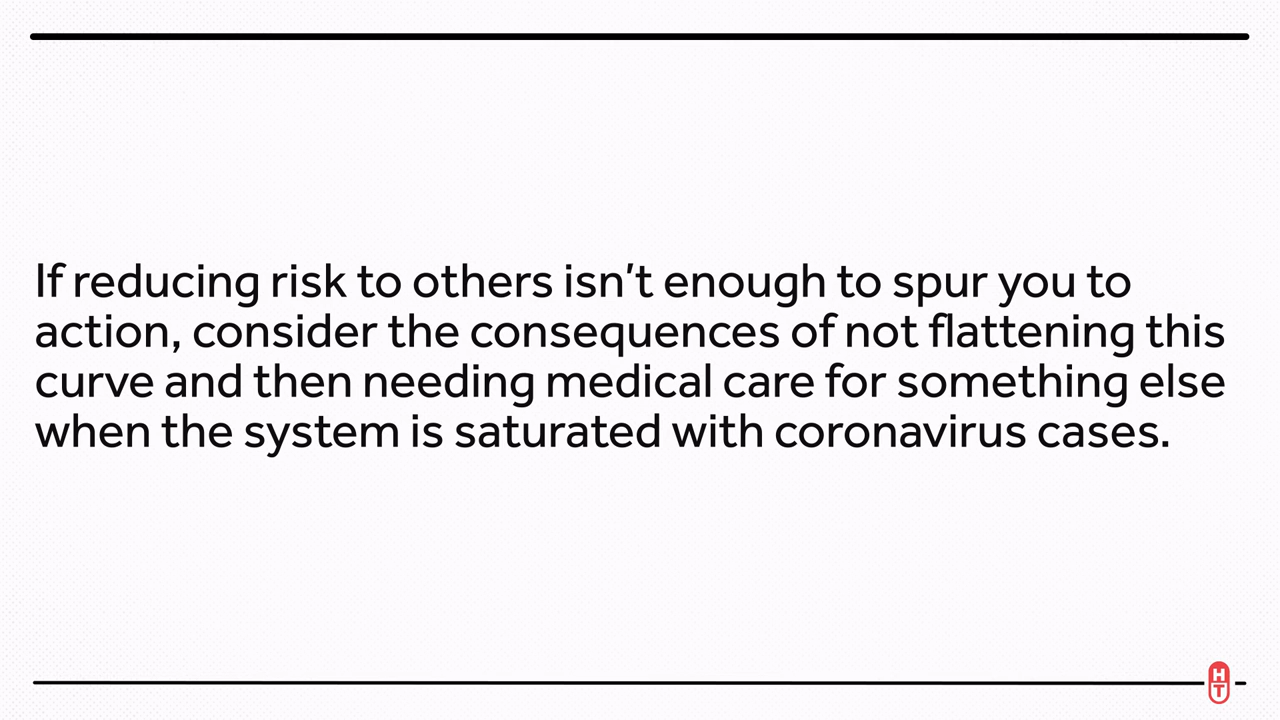 If reducing risk to others isn't enough to spur you to
action, consider the consequences of not flattening this
curve and then needing medical care for something else
when the system is saturated with coronavirus cases.
H
T